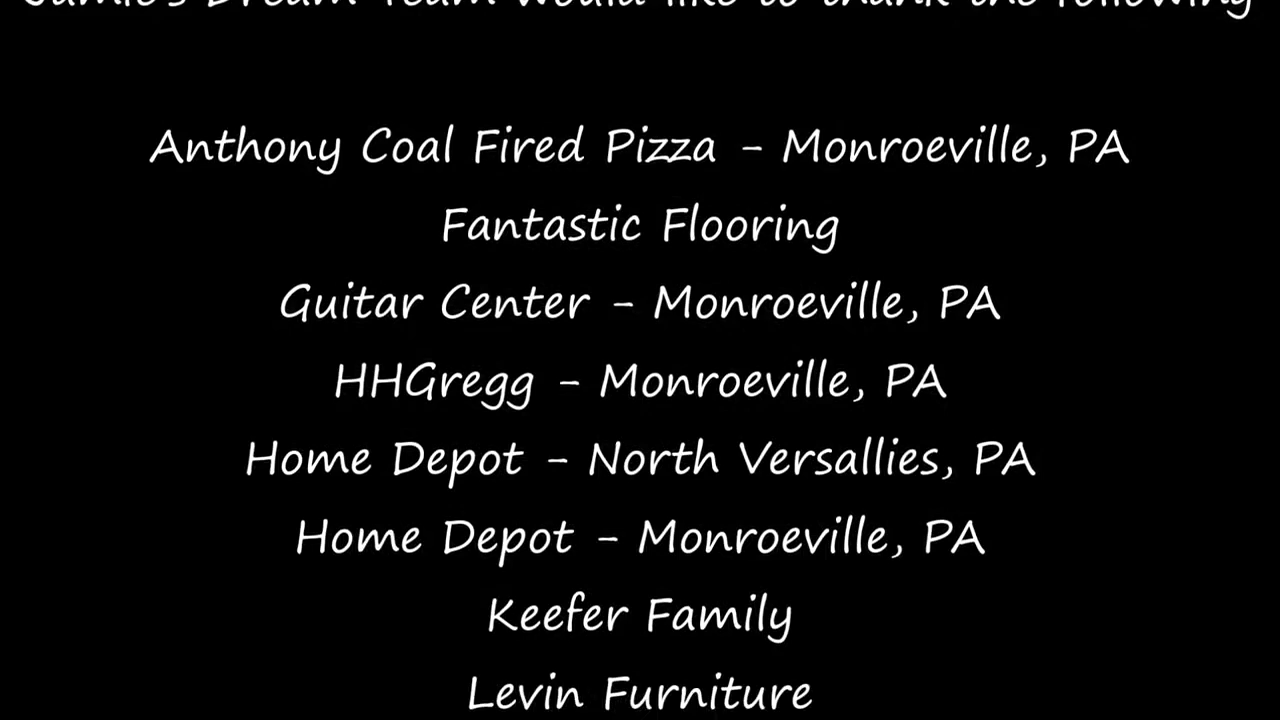 Jamie's Dream Team would like to thank the following
Anthony Coal Fired Pizza - Monroeville, PA
Fantastic Flooring
Guitar Center - Monroeville, PA
HHGregg - Monroeville, PA
Home Depot - North Versallies, PA
Home Depot - Monroeville, PA
Keefer Family
Levin Furniture